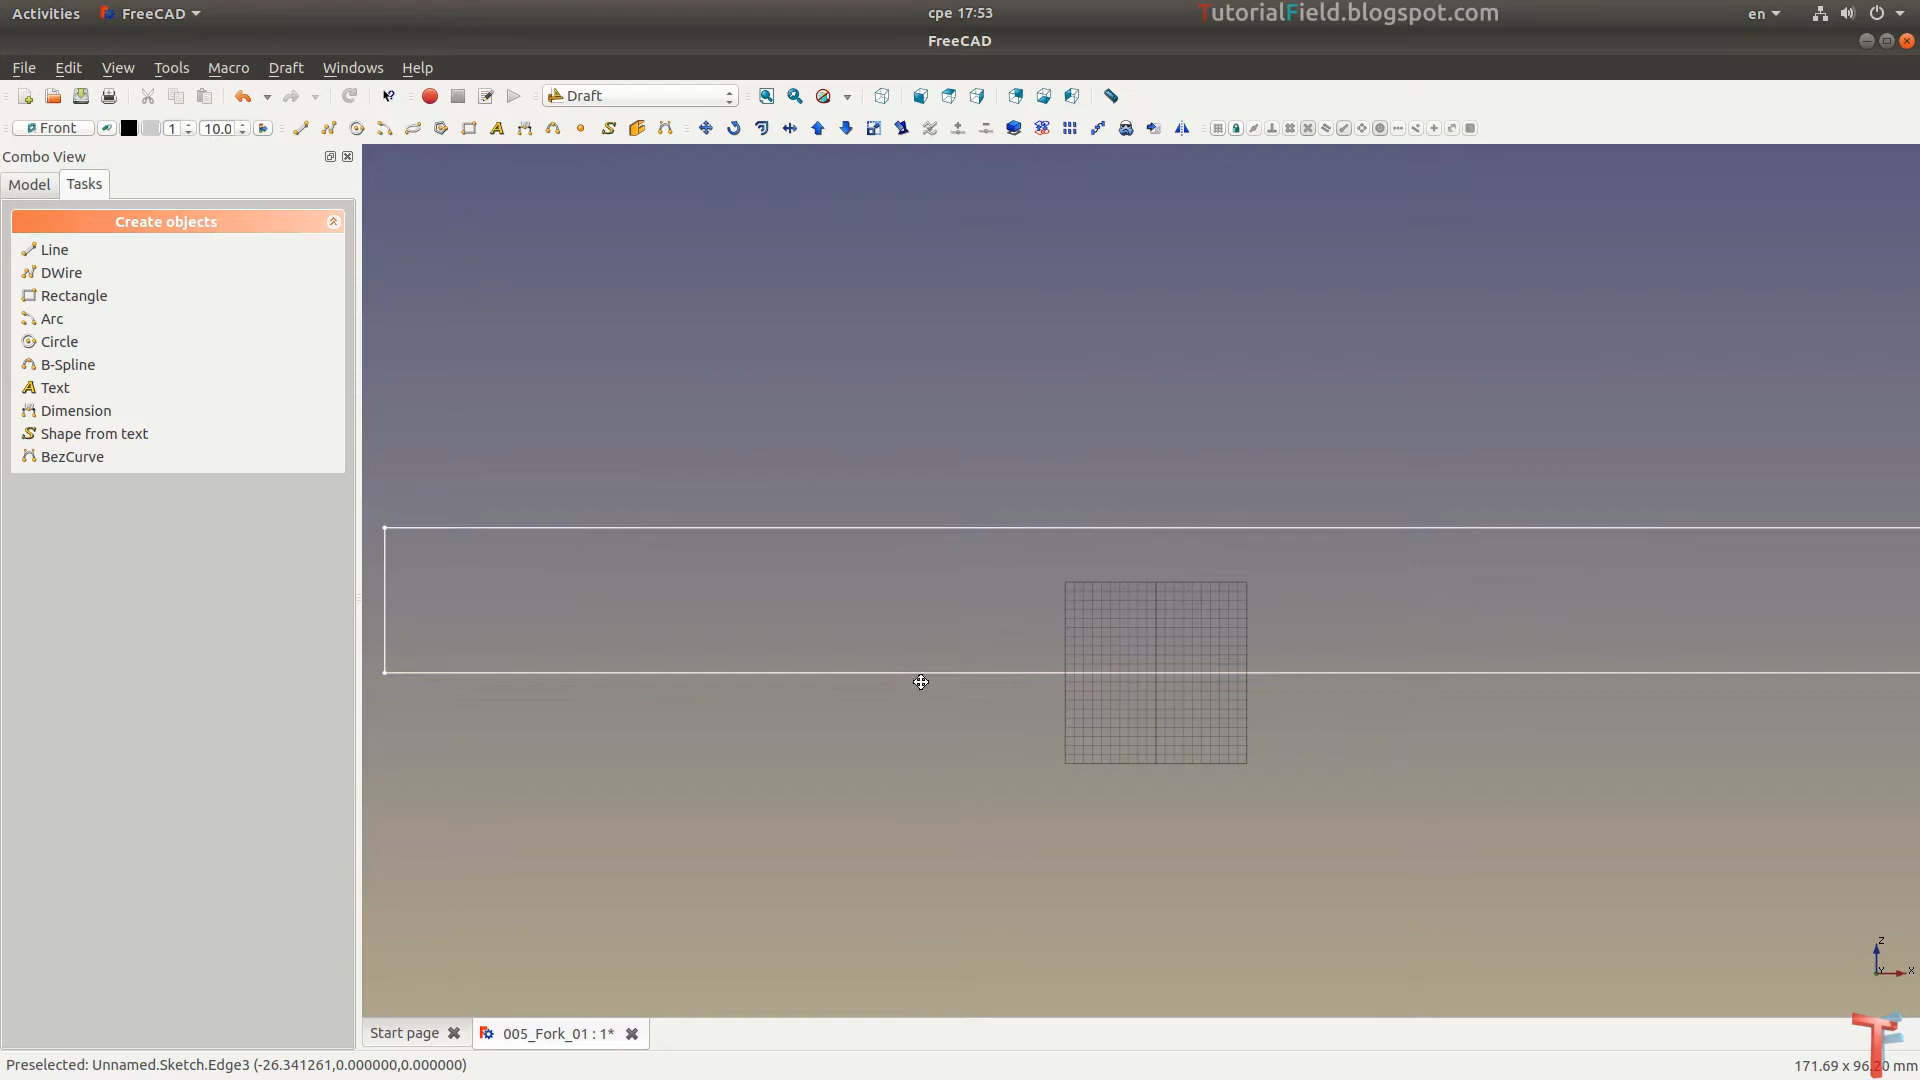 Activities FreeCAD сре 17:53 TutorialField.blogspot.com en
FreeCAD
File Edit View Tools Macro Draft Windows Help
Draft
Front 1 10.0
Combo View
Model Tasks
Create objects
Line
DWire
Rectangle
Arc
Circle
B-Spline
Text
Dimension
Shape from text
BezCurve
Z
Y X
Start page 005_Fork_01 : 1*
Preselected: Unnamed.Sketch.Edge3 (-26.341261,0.000000,0.000000) 171.69 x 96.20 mm